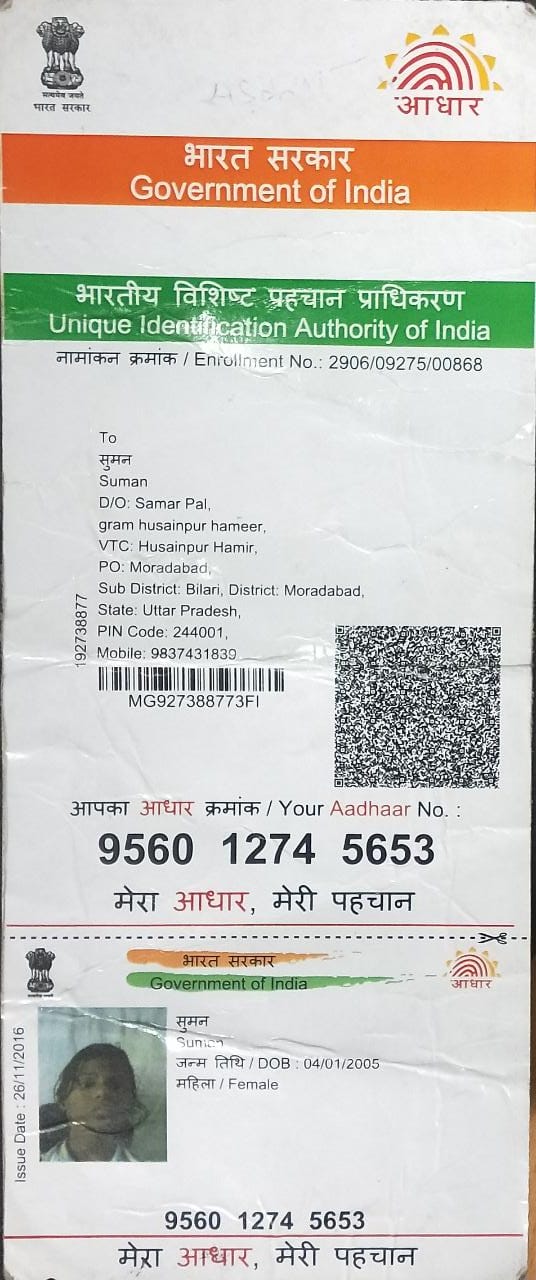 सत्यमेव जयते
भारत सरकार
आधार
भारत सरकार
Government of India
भारतीय विशिष्ट पहचान प्राधिकरण
Unique Identification Authority of India
नामांकन क्रमांक / Enrollment No.: 2906/09275/00868
To
सुमन
Suman
D/O: Samar Pal,
gram husainpur hameer,
VTC: Husainpur Hamir,
PO: Moradabad,
Sub District: Bilari, District: Moradabad,
State: Uttar Pradesh,
PIN Code: 244001,
Mobile: 9837431839
192738877
MG927388773FI
आपका आधार क्रमांक / Your Aadhaar No. :
9560 1274 5653
मेरा आधार, मेरी पहचान
भारत सरकार
Government of India
आधार
Issue Date : 26/11/2016
सुमन
Suman
जन्म तिथि / DOB : 04/01/2005
महिला / Female
9560 1274 5653
मेरा आधार, मेरी पहचान